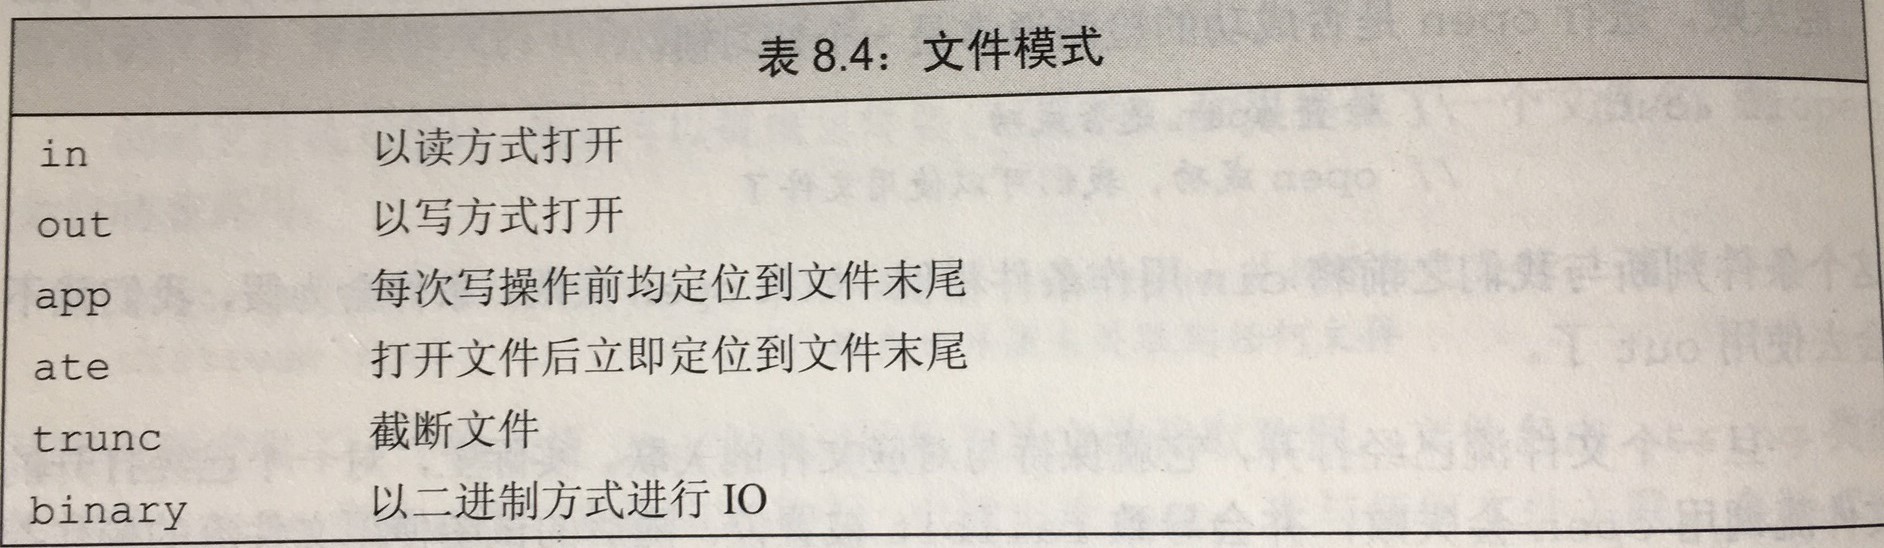 表 8.4：文件模式
in 以读方式打开
out 以写方式打开
app 每次写操作前均定位到文件末尾
ate 打开文件后立即定位到文件末尾
trunc 截断文件
binary 以二进制方式进行 IO